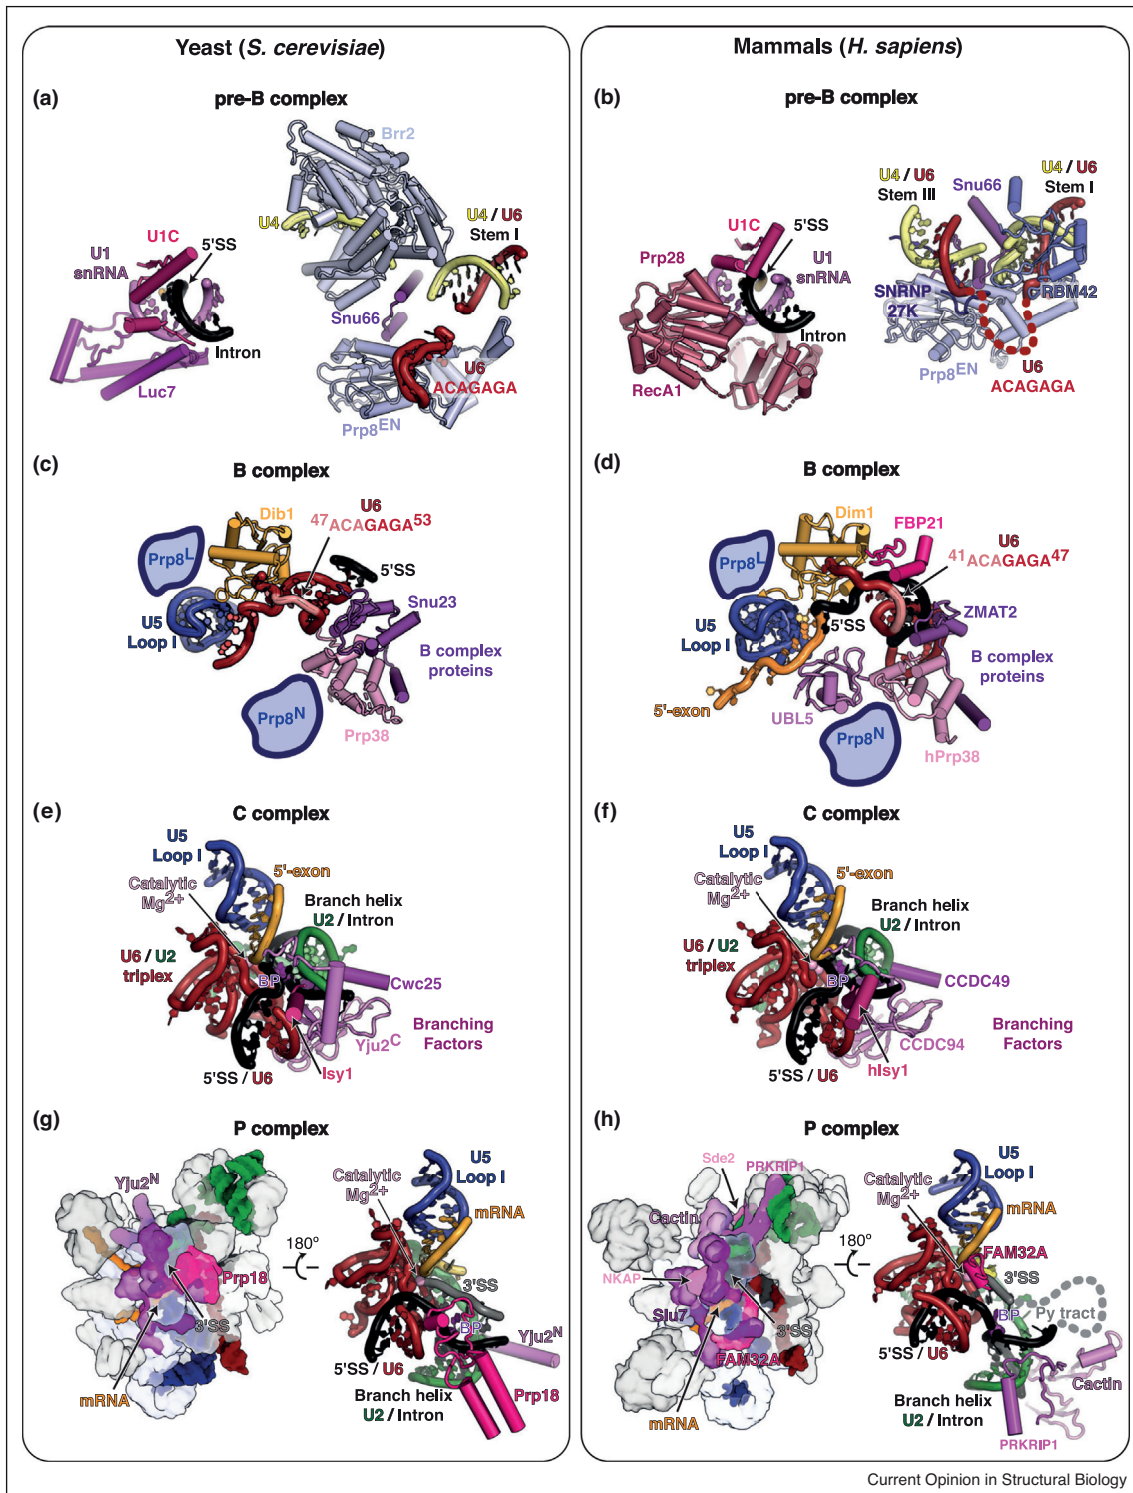 Yeast (S. cerevisiae)
(a)
pre-B complex
Brr2
U4
U4 / U6
Stem I
U1C
5'SS
U1
snRNA
Snu66
Intron
Luc7
U6
ACAGAGA
Prp8EN
(c)
B complex
Dib1
U6
47ACAGAGA53
Prp8L
5'SS
U5
Loop I
Snu23
B complex
proteins
Prp8N
Prp38
(e)
C complex
U5
Loop I
5'-exon
Catalytic
Mg2+
Branch helix
U2 / Intron
U6 / U2
triplex
BP
Cwc25
Yju2C
Branching
Factors
5'SS / U6
Isy1
(g)
P complex
Yju2N
Prp18
3'SS
mRNA
180°
U5
Loop I
Catalytic
Mg2+
mRNA
3'SS
BP
Yju2N
5'SS / U6
Prp18
Branch helix
U2 / Intron
Mammals (H. sapiens)
(b)
pre-B complex
U4 / U6
Stem III
Snu66
U4 / U6
Stem I
U1C
5'SS
Prp28
U1
snRNA
SNRNP
27K
RBM42
Intron
RecA1
Prp8EN
U6
ACAGAGA
(d)
B complex
Dim1
FBP21
U6
41ACAGAGA47
Prp8L
U5
Loop I
5'SS
ZMAT2
B complex
proteins
5'-exon
UBL5
Prp8N
hPrp38
(f)
C complex
U5
Loop I
5'-exon
Catalytic
Mg2+
Branch helix
U2 / Intron
U6 / U2
triplex
BP
CCDC49
CCDC94
Branching
Factors
5'SS / U6
hIsy1
(h)
P complex
Sde2
PRKRIP1
Cactin
NKAP
Slu7
3'SS
FAM32A
mRNA
180°
U5
Loop I
Catalytic
Mg2+
mRNA
FAM32A
3'SS
BP
Py tract
5'SS / U6
Cactin
Branch helix
U2 / Intron
PRKRIP1
Current Opinion in Structural Biology